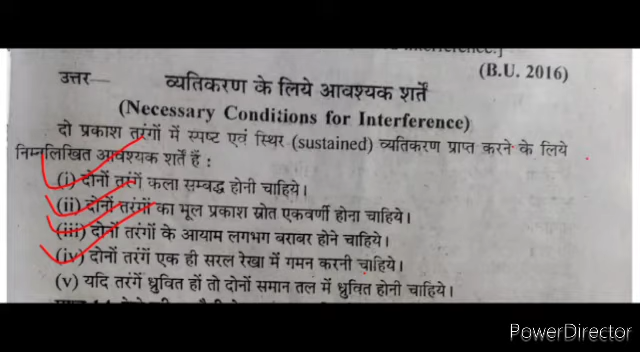 (B.U. 2016)
उत्तर— व्यतिकरण के लिये आवश्यक शर्तें
(Necessary Conditions for Interference)
दो प्रकाश तरंगों में स्पष्ट एवं स्थिर (sustained) व्यतिकरण प्राप्त करने के लिये
निम्नलिखित आवश्यक शर्तें हैं :
(i) दोनों तरंगें कला सम्बद्ध होनी चाहिये।
(ii) दोनों तरंगों का मूल प्रकाश स्रोत एकवर्णी होना चाहिये।
(iii) दोनों तरंगों के आयाम लगभग बराबर होने चाहिये।
(iv) दोनों तरंगें एक ही सरल रेखा में गमन करनी चाहिये।
(v) यदि तरंगें ध्रुवित हों तो दोनों समान तल में ध्रुवित होनी चाहिये।
PowerDirector